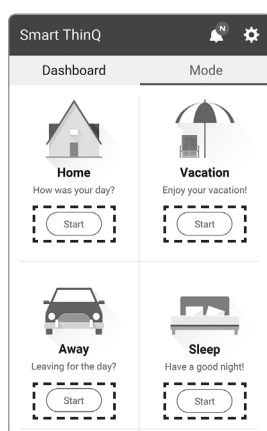 Smart ThinQ
N
Dashboard Mode
Home Vacation
How was your day? Enjoy your vacation!
Start Start
Away Sleep
Leaving for the day? Have a good night!
Start Start